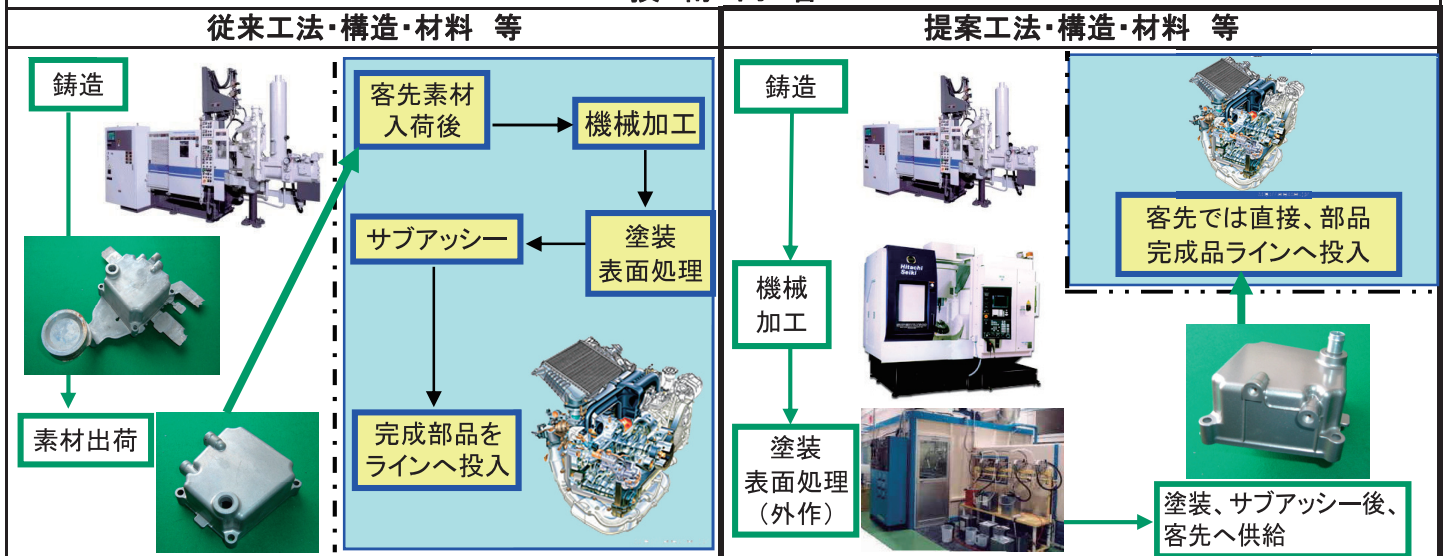 従来工法・構造・材料 等
鋳造
素材出荷
客先素材
入荷後
機械加工
塗装
表面処理
サブアッシー
完成部品を
ラインへ投入
提案工法・構造・材料 等
鋳造
機械
加工
Hitachi
Seiki
塗装
表面処理
（外作）
塗装、サブアッシー後、
客先へ供給
客先では直接、部品
完成品ラインへ投入